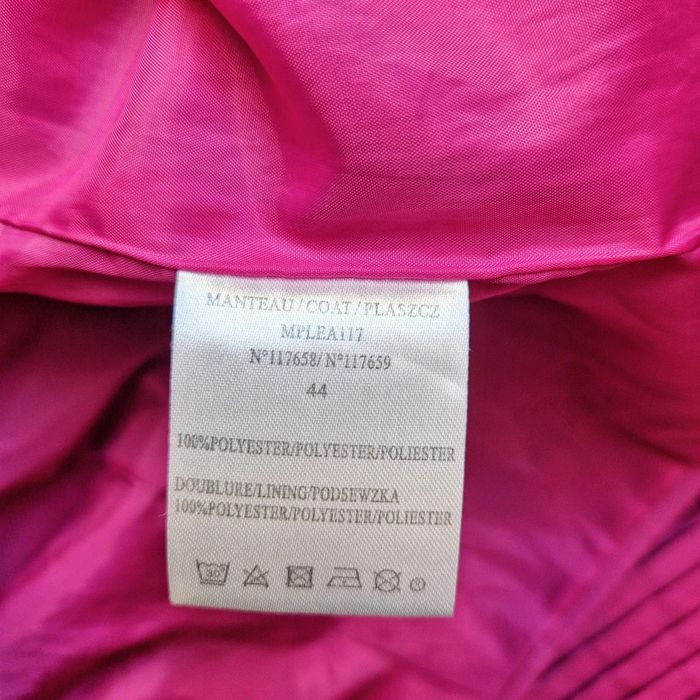 MANTEAU/COAT/PLASZCZ
MPLEA117
N°117658/N°117659
44
100%POLYESTER/POLYESTER/POLIESTER
DOUBLURE/LINING/PODSEWZKA
100%POLYESTER/POLYESTER/POLIESTER